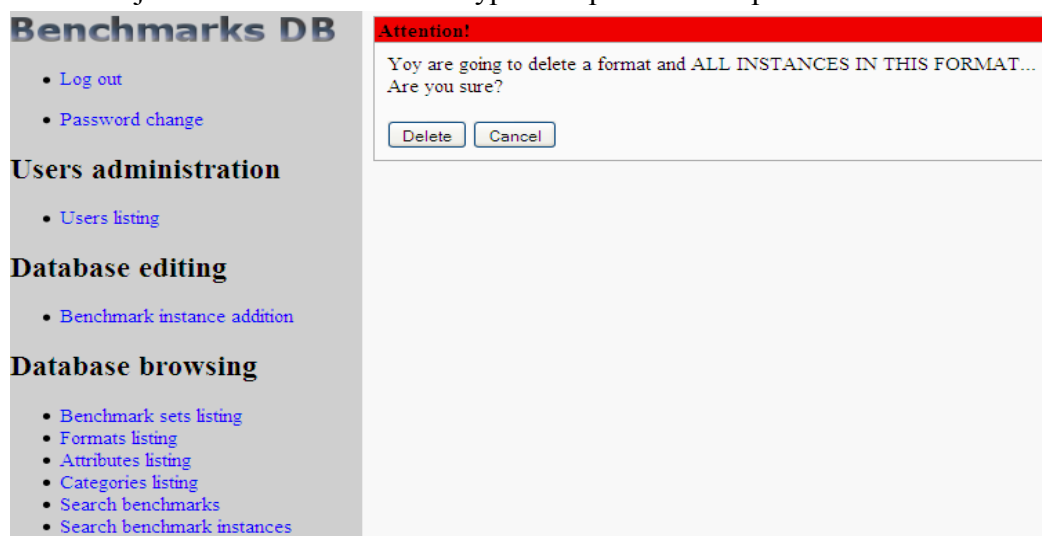 Benchmarks DB
Log out
Password change
Users administration
Users listing
Database editing
Benchmark instance addition
Database browsing
Benchmark sets listing
Formats listing
Attributes listing
Categories listing
Search benchmarks
Search benchmark instances
Attention!
Yoy are going to delete a format and ALL INSTANCES IN THIS FORMAT...
Are you sure?
Delete Cancel